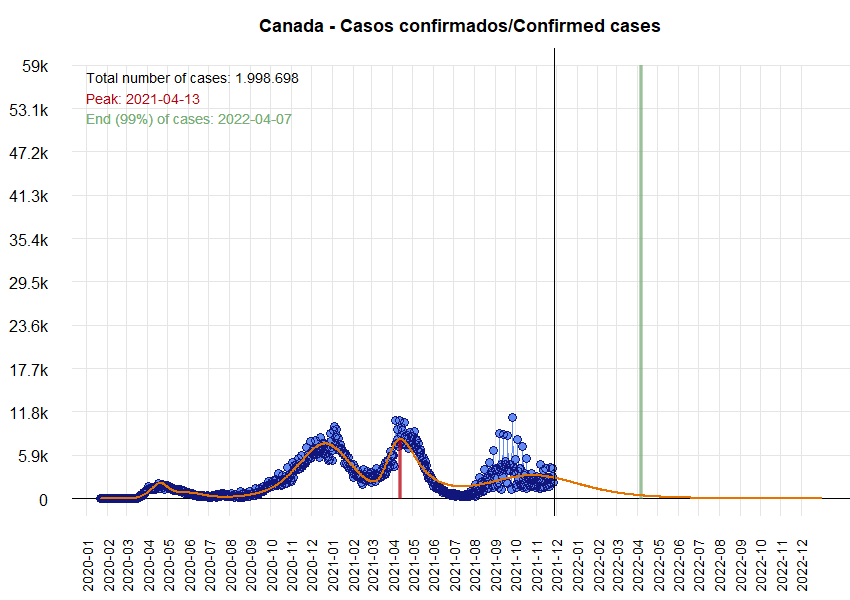 Canada - Casos confirmados/Confirmed cases
59k
Total number of cases: 1.998.698
Peak: 2021-04-13
End (99%) of cases: 2022-04-07
53.1k
47.2k
41.3k
35.4k
29.5k
23.6k
17.7k
11.8k
5.9k
0
2020-01
2020-02
2020-03
2020-04
2020-05
2020-06
2020-07
2020-08
2020-09
2020-10
2020-11
2020-12
2021-01
2021-02
2021-03
2021-04
2021-05
2021-06
2021-07
2021-08
2021-09
2021-10
2021-11
2021-12
2022-01
2022-02
2022-03
2022-04
2022-05
2022-06
2022-07
2022-08
2022-09
2022-10
2022-11
2022-12